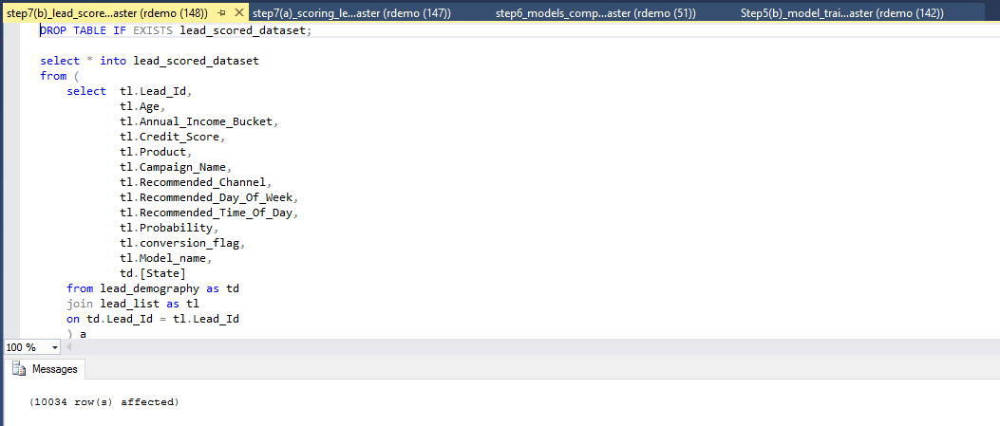 step7(b)_lead_score...aster (rdemo (148)) step7(a)_scoring_le...aster (rdemo (147)) step6_models_comp...aster (rdemo (51)) Step5(b)_model_trai...aster (rdemo (142))
DROP TABLE IF EXISTS lead_scored_dataset;
select * into lead_scored_dataset
from (
select tl.Lead_Id,
tl.Age,
tl.Annual_Income_Bucket,
tl.Credit_Score,
tl.Product,
tl.Campaign_Name,
tl.Recommended_Channel,
tl.Recommended_Day_Of_Week,
tl.Recommended_Time_Of_Day,
tl.Probability,
tl.conversion_flag,
tl.Model_name,
td.[State]
from lead_demography as td
join lead_list as tl
on td.Lead_Id = tl.Lead_Id
) a
100 %
Messages
(10034 row(s) affected)